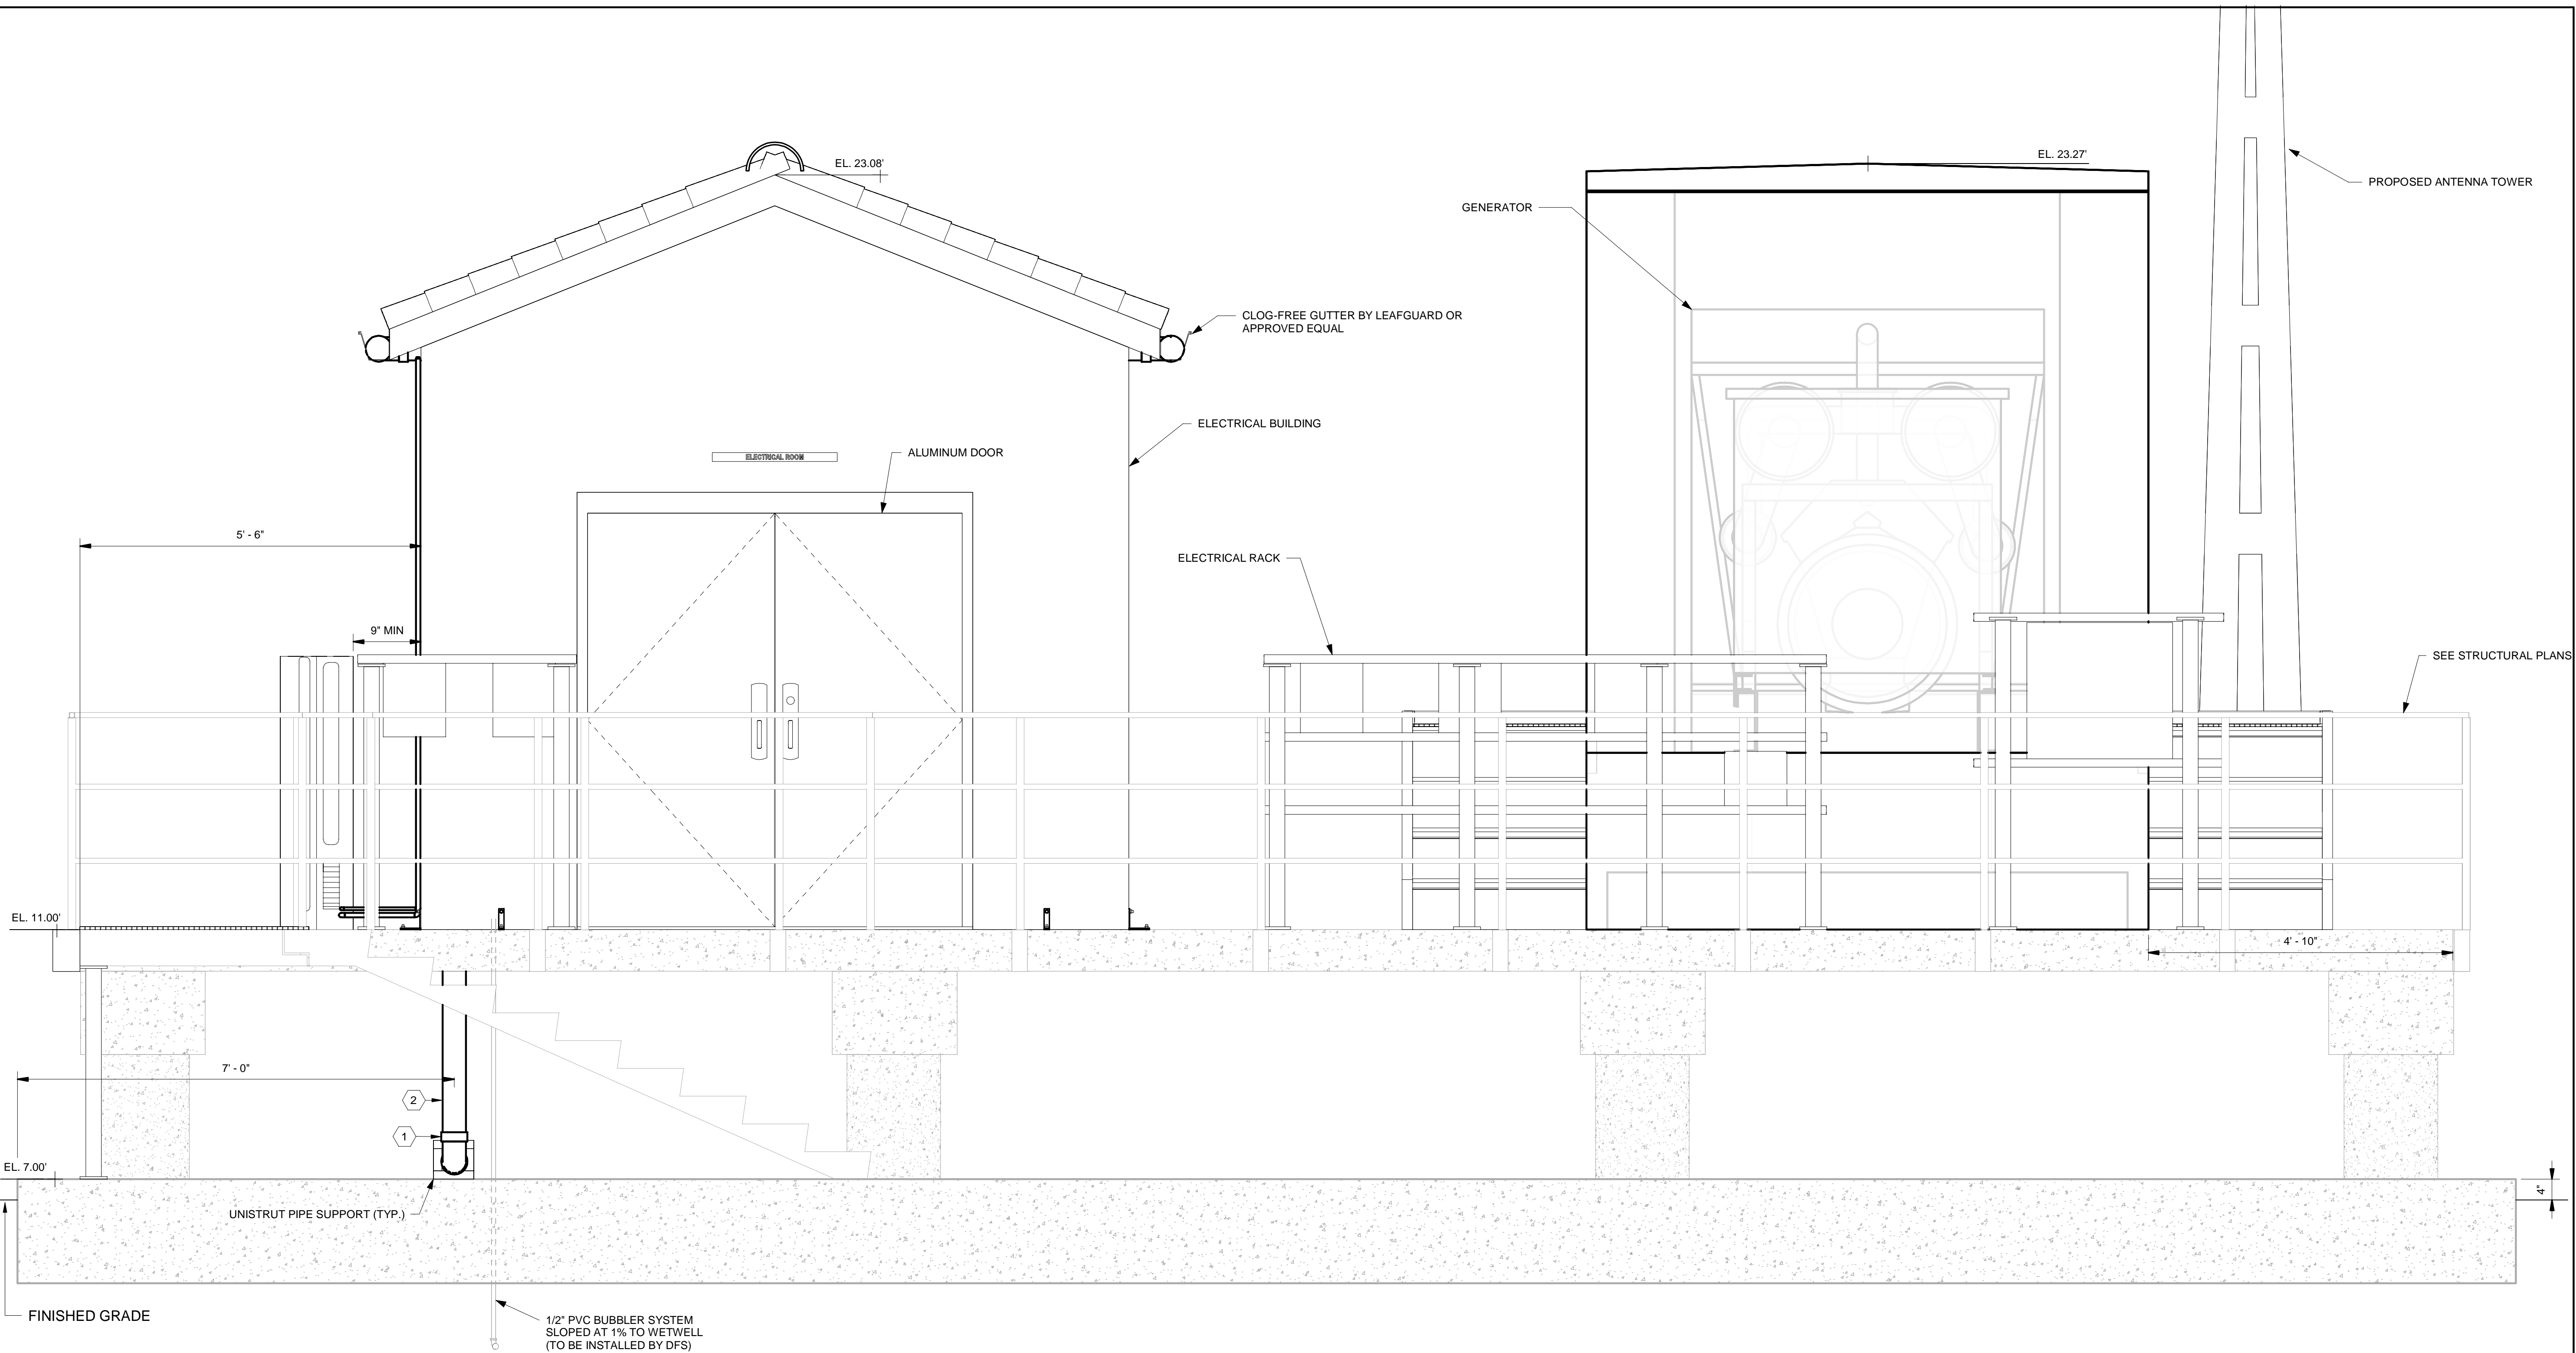 EL. 23.08'
EL. 23.27'
PROPOSED ANTENNA TOWER
GENERATOR
CLOG-FREE GUTTER BY LEAFGUARD OR
APPROVED EQUAL
ELECTRICAL BUILDING
ALUMINUM DOOR
ELECTRICAL ROOM
5' - 6"
ELECTRICAL RACK
9" MIN
SEE STRUCTURAL PLANS
EL. 11.00'
4' - 10"
7' - 0"
2
1
EL. 7.00'
4"
UNISTRUT PIPE SUPPORT (TYP.)
FINISHED GRADE
1/2" PVC BUBBLER SYSTEM
SLOPED AT 1% TO WETWELL
(TO BE INSTALLED BY DFS)